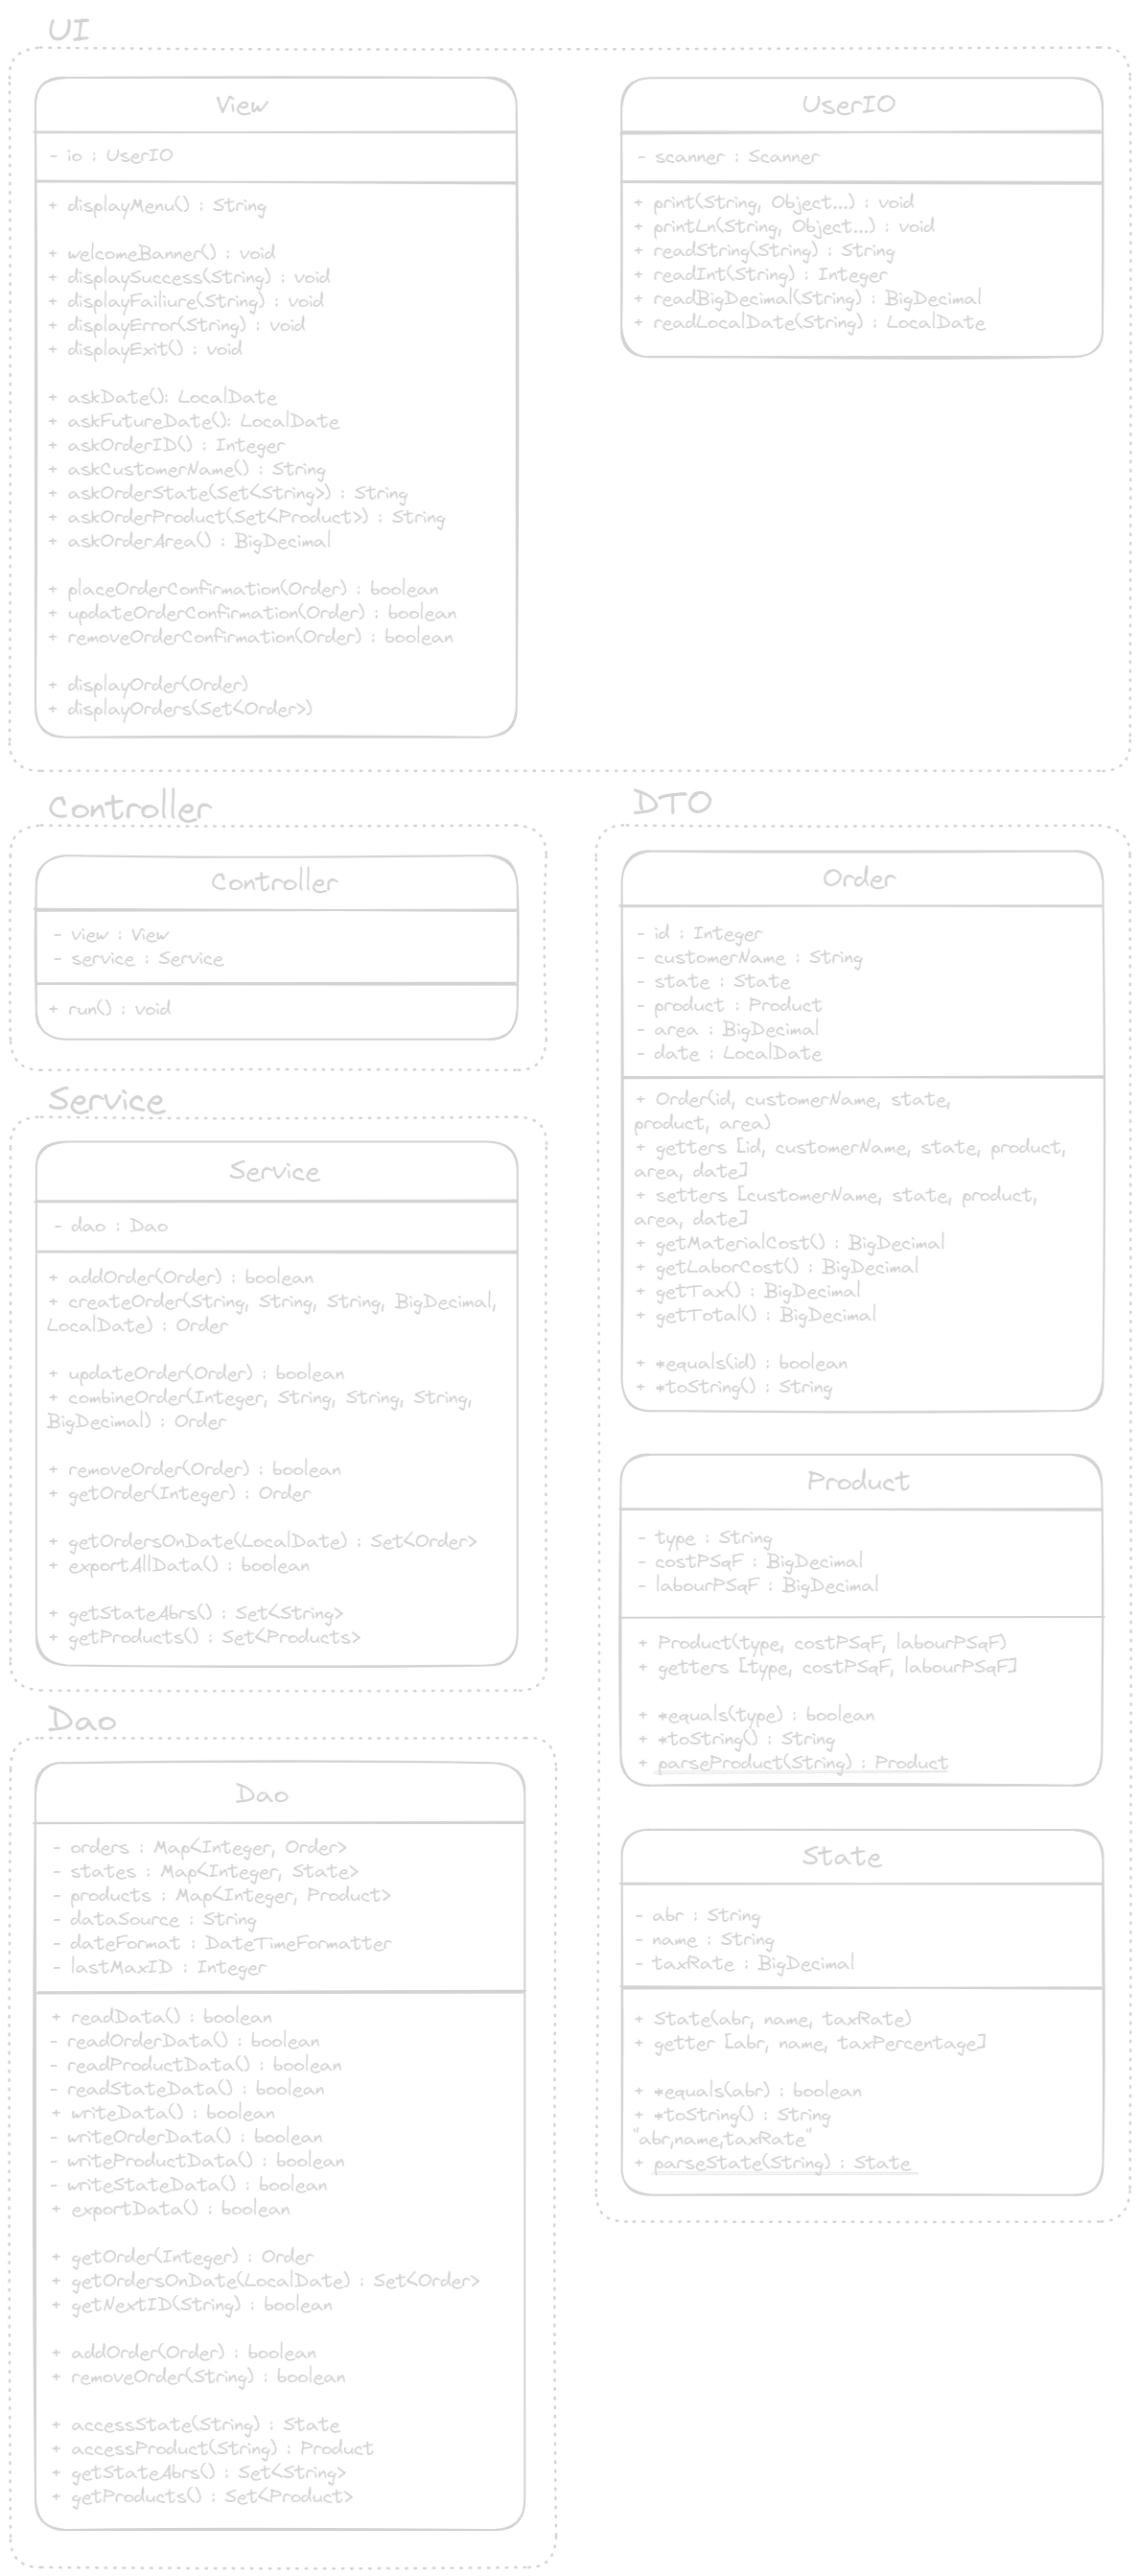 UI
View
- io : UserIO
+ displayMenu() : String
+ welcomeBanner() : void
+ displaySuccess(String) : void
+ displayFailiure(String) : void
+ displayError(String) : void
+ displayExit() : void
+ askDate(): LocalDate
+ askFutureDate(): LocalDate
+ askOrderID() : Integer
+ askCustomerName() : String
+ askOrderState(Set<String>) : String
+ askOrderProduct(Set<Product>) : String
+ askOrderArea() : BigDecimal
+ placeOrderConfirmation(Order) : boolean
+ updateOrderConfirmation(Order) : boolean
+ removeOrderConfirmation(Order) : boolean
+ displayOrder(Order)
+ displayOrders(Set<Order>)
UserIO
- scanner : Scanner
+ print(String, Object...) : void
+ printLn(String, Object...) : void
+ readString(String) : String
+ readInt(String) : Integer
+ readBigDecimal(String) : BigDecimal
+ readLocalDate(String) : LocalDate
Controller
Controller
- view : View
- service : Service
+ run() : void
Service
Service
- dao : Dao
+ addOrder(Order) : boolean
+ createOrder(String, String, String, BigDecimal,
LocalDate) : Order
+ updateOrder(Order) : boolean
+ combineOrder(Integer, String, String, String,
BigDecimal) : Order
+ removeOrder(Order) : boolean
+ getOrder(Integer) : Order
+ getOrdersOnDate(LocalDate) : Set<Order>
+ exportAllData() : boolean
+ getStateAbrs() : Set<String>
+ getProducts() : Set<Products>
Dao
Dao
- orders : Map<Integer, Order>
- states : Map<Integer, State>
- products : Map<Integer, Product>
- dataSource : String
- dateFormat : DateTimeFormatter
- lastMaxID : Integer
+ readData() : boolean
- readOrderData() : boolean
- readProductData() : boolean
- readStateData() : boolean
+ writeData() : boolean
- writeOrderData() : boolean
- writeProductData() : boolean
- writeStateData() : boolean
+ exportData() : boolean
+ getOrder(Integer) : Order
+ getOrdersOnDate(LocalDate) : Set<Order>
+ getNextID(String) : boolean
+ addOrder(Order) : boolean
+ removeOrder(String) : boolean
+ accessState(String) : State
+ accessProduct(String) : Product
+ getStateAbrs() : Set<String>
+ getProducts() : Set<Product>
DTO
Order
- id : Integer
- customerName : String
- state : State
- product : Product
- area : BigDecimal
- date : LocalDate
+ Order(id, customerName, state,
product, area)
+ getters [id, customerName, state, product,
area, date]
+ setters [customerName, state, product,
area, date]
+ getMaterialCost() : BigDecimal
+ getLaborCost() : BigDecimal
+ getTax() : BigDecimal
+ getTotal() : BigDecimal
+ *equals(id) : boolean
+ *toString() : String
Product
- type : String
- costPSqF : BigDecimal
- labourPSqF : BigDecimal
+ Product(type, costPSqF, labourPSqF)
+ getters [type, costPSqF, labourPSqF]
+ *equals(type) : boolean
+ *toString() : String
+ parseProduct(String) : Product
State
- abr : String
- name : String
- taxRate : BigDecimal
+ State(abr, name, taxRate)
+ getter [abr, name, taxPercentage]
+ *equals(abr) : boolean
+ *toString() : String
"abr,name,taxRate"
+ parseState(String) : State